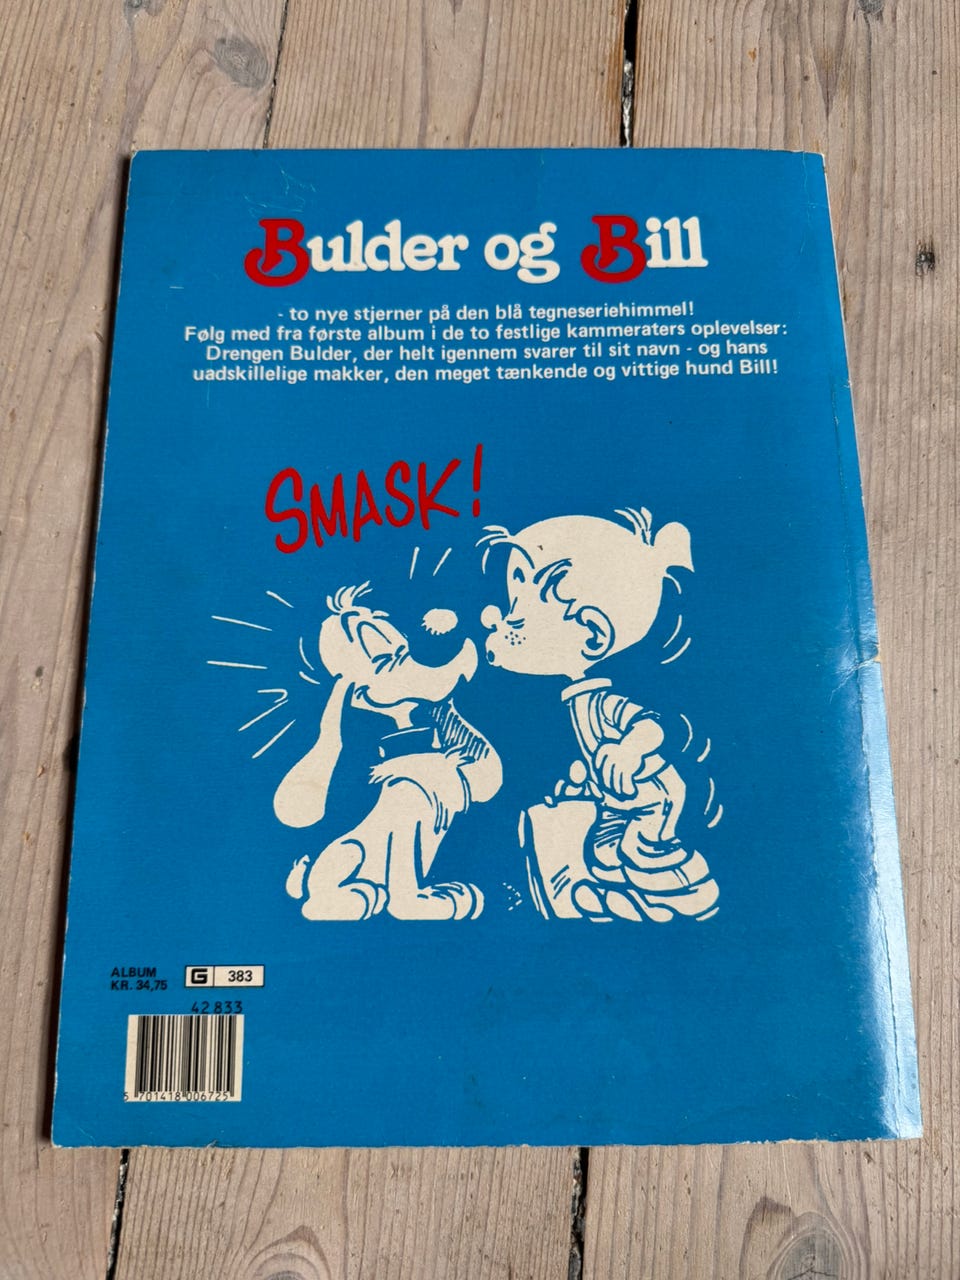 Bulder og Bill
- to nye stjerner på den blå tegneseriehimmel!
Følg med fra første album i de to festlige kammeraters oplevelser:
Drengen Bulder, der helt igennem svarer til sit navn - og hans
uadskillelige makker, den meget tænkende og vittige hund Bill!
SMASK!
ALBUM
KR. 34,75
G 383
42833
5 701418 006725